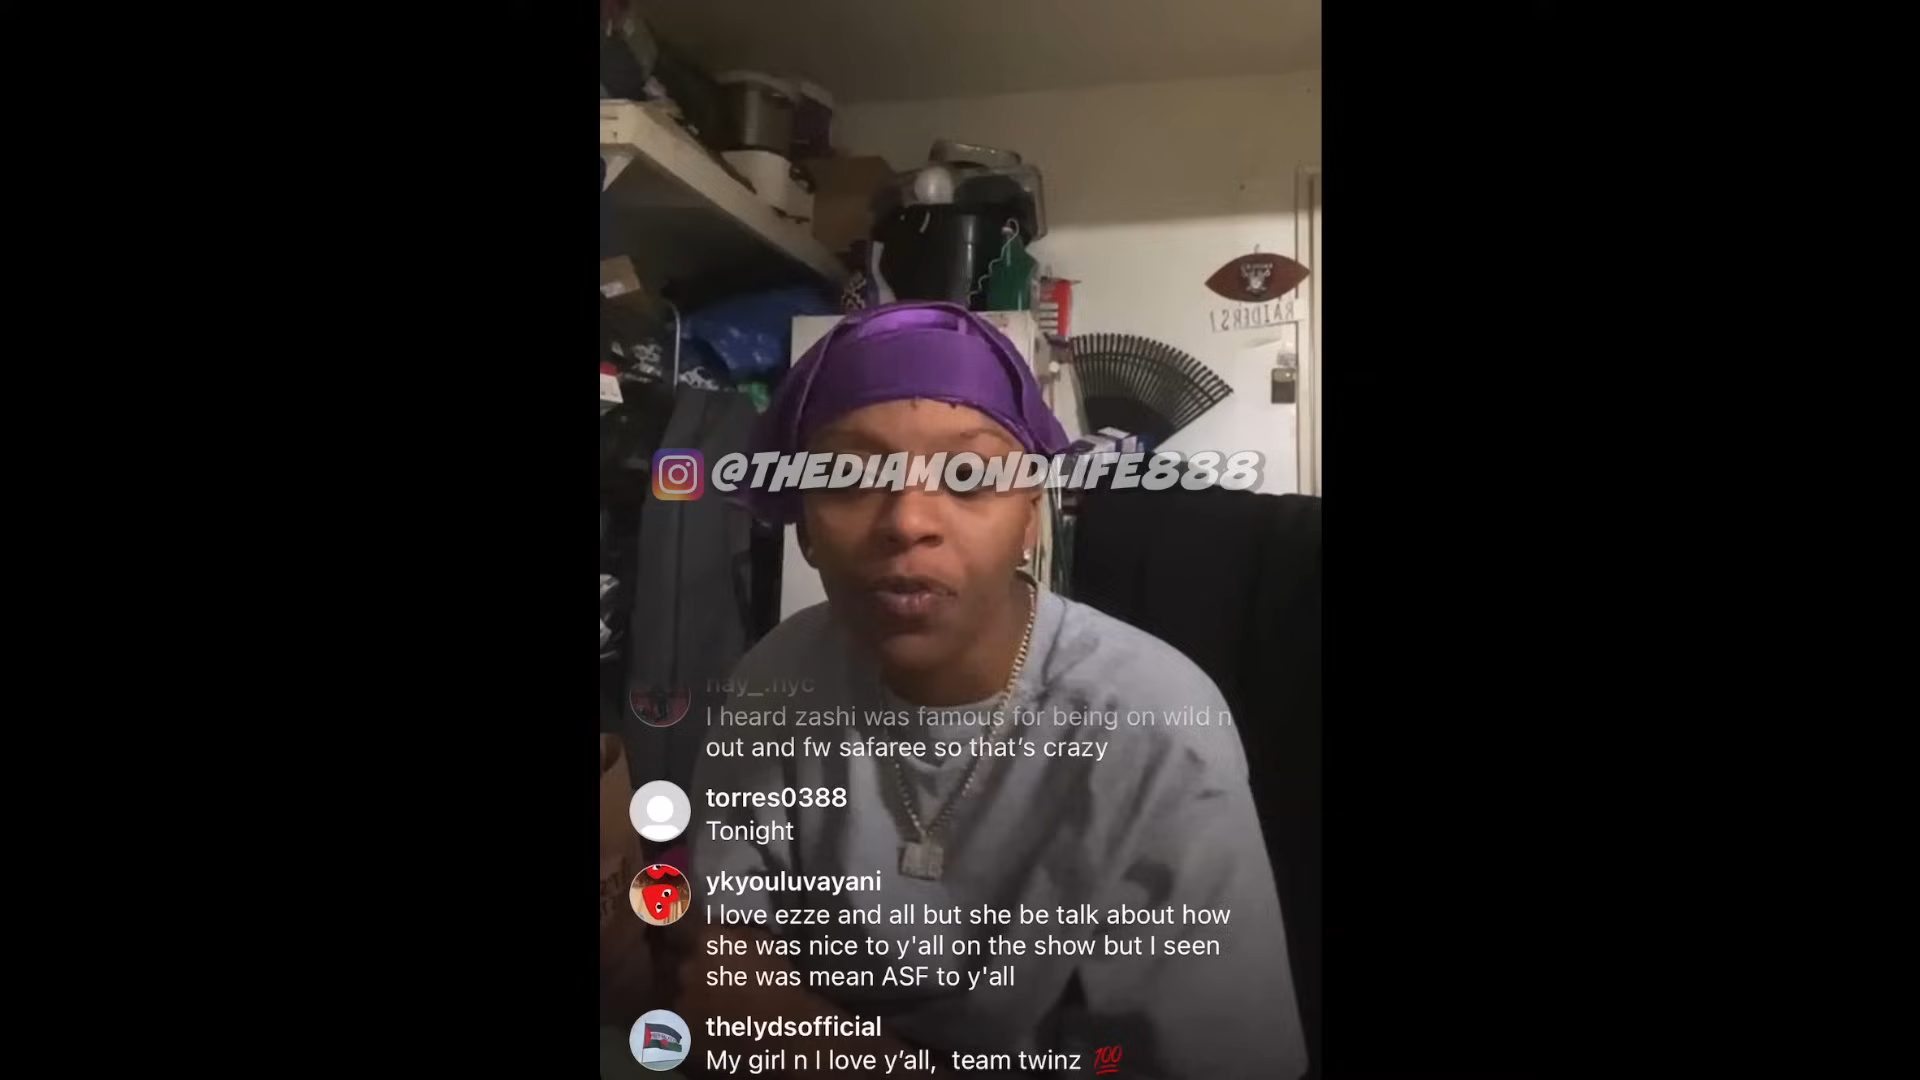 RAIDERS
@THEDIAMONDLIFE888
hay_.nyc
I heard zashi was famous for being on wild n
out and fw safaree so that’s crazy
torres0388
Tonight
ykyouluvayani
I love ezze and all but she be talk about how
she was nice to y'all on the show but I seen
she was mean ASF to y'all
thelydsofficial
My girl n I love y’all, team twinz 💯